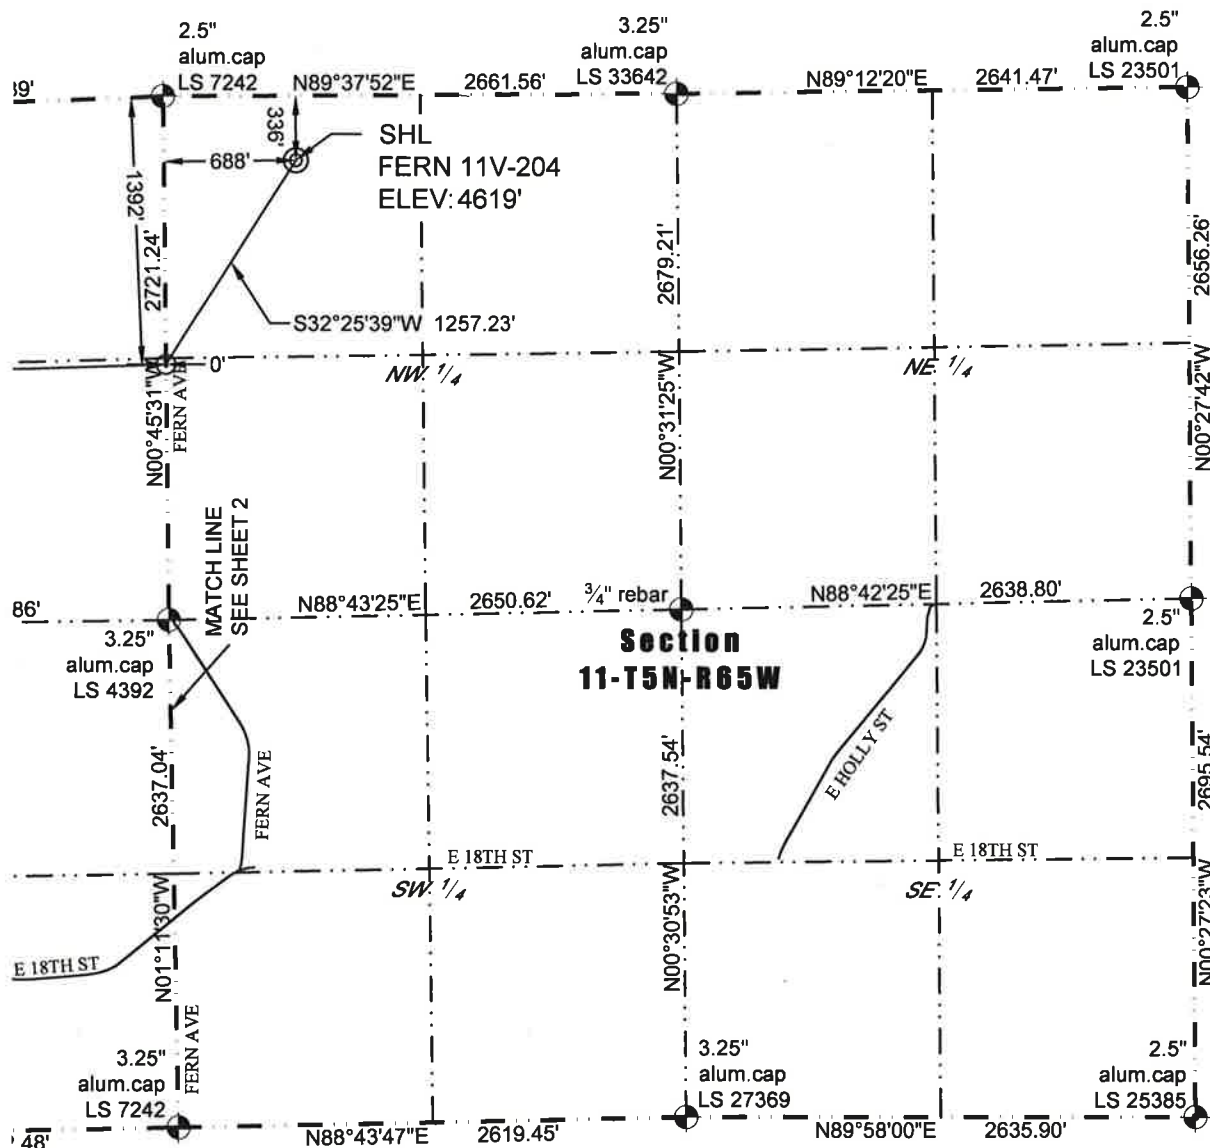 2.5"
alum.cap
LS 7242
3.25"
alum.cap
LS 33642
2.5"
alum.cap
LS 23501
39'
N89°37'52"E
2661.56'
N89°12'20"E
2641.47'
336'
688'
SHL
FERN 11V-204
ELEV: 4619'
1392'
2721.24'
2679.21'
2656.26'
S32°25'39"W 1257.23'
0'
NW 1/4
NE 1/4
N00°45'31"W
FERN AVE
N00°31'25"W
N00°27'42"W
MATCH LINE
SEE SHEET 2
86'
N88°43'25"E
2650.62'
3/4" rebar
N88°42'25"E
2638.80'
3.25"
alum.cap
LS 4392
Section
11-T5N-R65W
2.5"
alum.cap
LS 23501
2637.04'
FERN AVE
2637.54'
E HOLLY ST
2695.54'
E 18TH ST
E 18TH ST
SW 1/4
SE 1/4
N01°11'30"W
N00°30'53"W
N00°27'23"W
E 18TH ST
FERN AVE
3.25"
alum.cap
LS 7242
3.25"
alum.cap
LS 27369
2.5"
alum.cap
LS 25385
48'
N88°43'47"E
2619.45'
N89°58'00"E
2635.90'